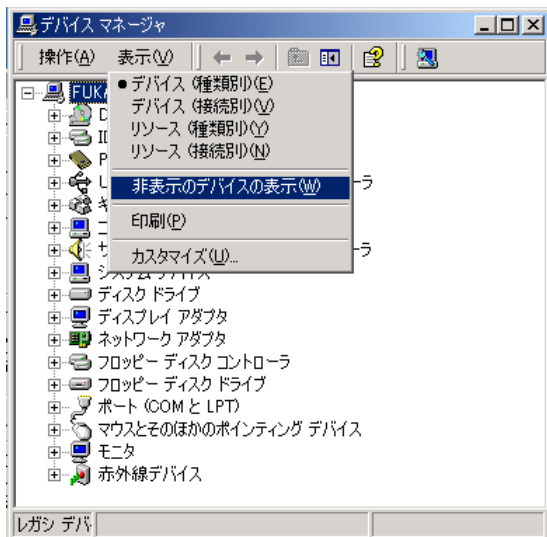 デバイス マネージャ
操作(A) 表示(V)
デバイス (種類別)(E)
デバイス (接続別)(V)
リソース (種類別)(Y)
リソース (接続別)(N)
非表示のデバイスの表示(W)
印刷(P)
カスタマイズ(U)...
FUK
D
ID
P
ーラ
キ
コ
サ
ーラ
システム デバイス
ディスク ドライブ
ディスプレイ アダプタ
ネットワーク アダプタ
フロッピー ディスク コントローラ
フロッピー ディスク ドライブ
ポート (COM と LPT)
マウスとそのほかのポインティング デバイス
モニタ
赤外線デバイス
レガシ デバ